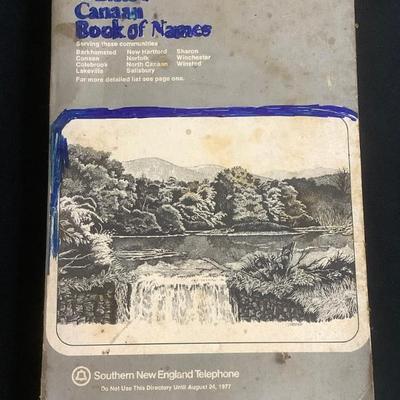 Canaan
Book of Names
Serving these communities
Barkhamsted New Hartford Sharon
Canaan Norfolk Winchester
Colebrook North Canaan Winsted
Lakeville Salisbury
For more detailed list see page one.
Southern New England Telephone
Do Not Use This Directory Until August 24, 1977